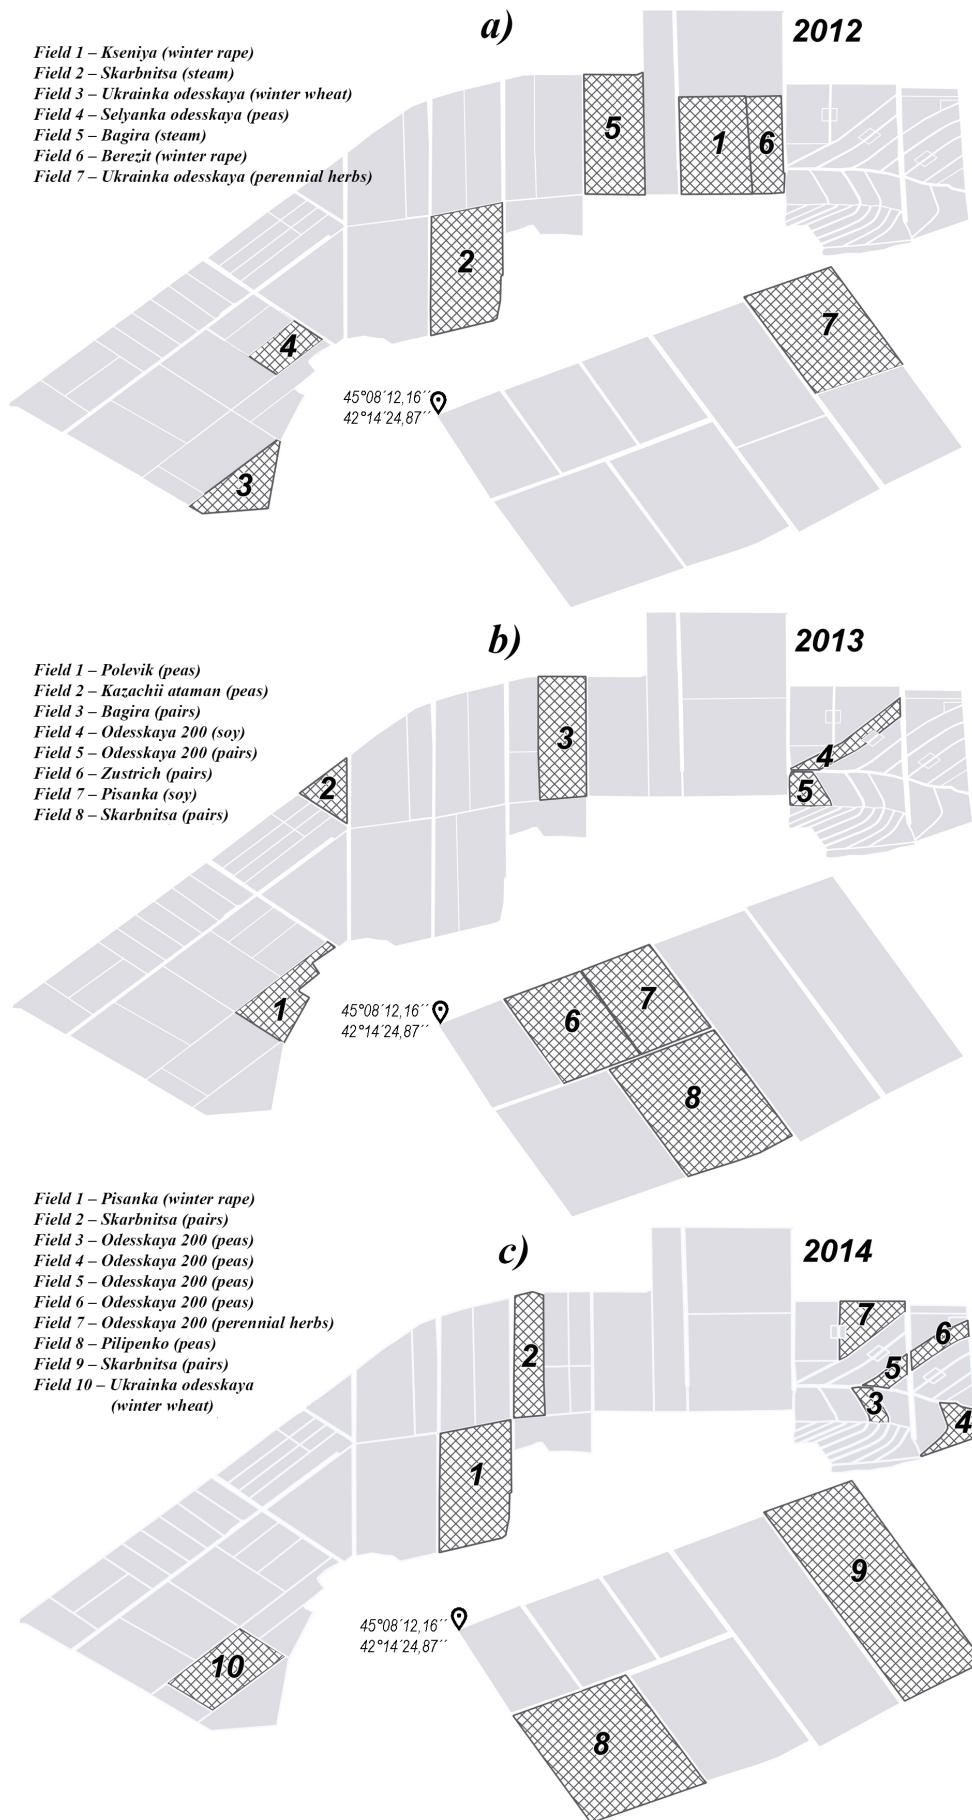 a)
2012
Field 1 – Kseniya (winter rape)
Field 2 – Skarbnitsa (steam)
Field 3 – Ukrainka odesskaya (winter wheat)
Field 4 – Selyanka odesskaya (peas)
Field 5 – Bagira (steam)
Field 6 – Berezit (winter rape)
Field 7 – Ukrainka odesskaya (perennial herbs)
5
1
6
2
7
4
3
45°08´12,16´´
42°14´24,87´´
b)
2013
Field 1 – Polevik (peas)
Field 2 – Kazachii ataman (peas)
Field 3 – Bagira (pairs)
Field 4 – Odesskaya 200 (soy)
Field 5 – Odesskaya 200 (pairs)
Field 6 – Zustrich (pairs)
Field 7 – Pisanka (soy)
Field 8 – Skarbnitsa (pairs)
3
4
2
5
7
1
6
8
45°08´12,16´´
42°14´24,87´´
c)
2014
Field 1 – Pisanka (winter rape)
Field 2 – Skarbnitsa (pairs)
Field 3 – Odesskaya 200 (peas)
Field 4 – Odesskaya 200 (peas)
Field 5 – Odesskaya 200 (peas)
Field 6 – Odesskaya 200 (peas)
Field 7 – Odesskaya 200 (perennial herbs)
Field 8 – Pilipenko (peas)
Field 9 – Skarbnitsa (pairs)
Field 10 – Ukrainka odesskaya
(winter wheat)
7
6
2
5
3
4
1
9
10
8
45°08´12,16´´
42°14´24,87´´